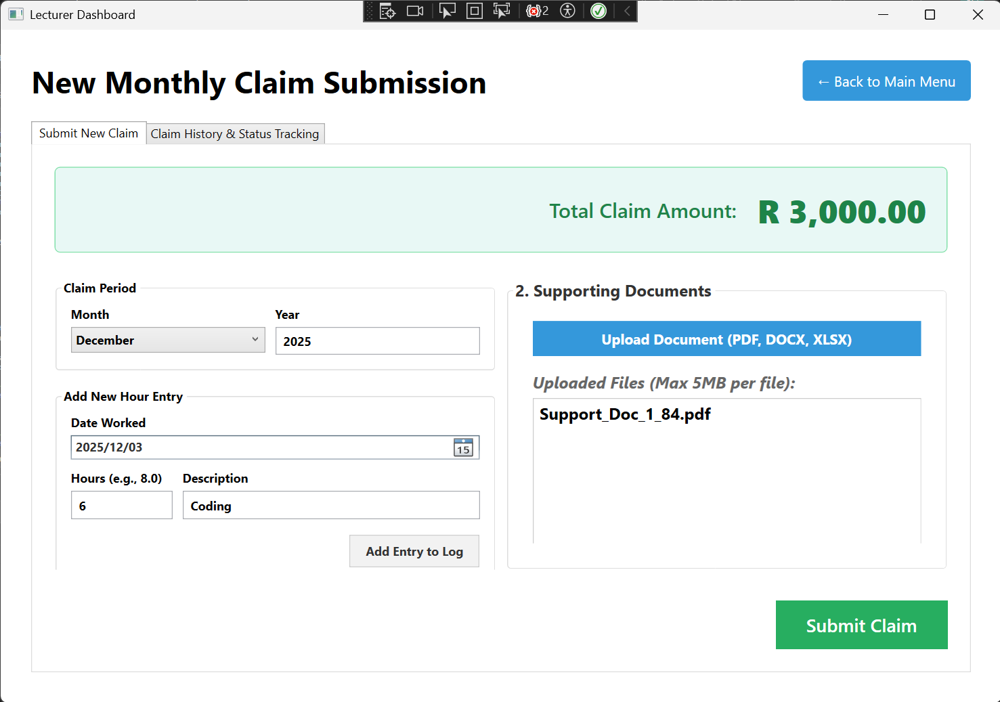 Lecturer Dashboard
2
New Monthly Claim Submission
← Back to Main Menu
Submit New Claim
Claim History & Status Tracking
Total Claim Amount: R 3,000.00
Claim Period
Month
Year
December
2025
Add New Hour Entry
Date Worked
2025/12/03
15
Hours (e.g., 8.0)
Description
6
Coding
Add Entry to Log
2. Supporting Documents
Upload Document (PDF, DOCX, XLSX)
Uploaded Files (Max 5MB per file):
Support_Doc_1_84.pdf
Submit Claim